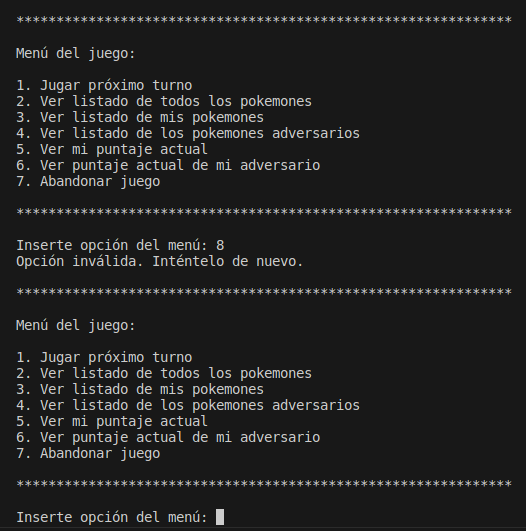 **************************************************************
Menú del juego:
1. Jugar próximo turno
2. Ver listado de todos los pokemones
3. Ver listado de mis pokemones
4. Ver listado de los pokemones adversarios
5. Ver mi puntaje actual
6. Ver puntaje actual de mi adversario
7. Abandonar juego
**************************************************************
Inserte opción del menú: 8
Opción inválida. Inténtelo de nuevo.
**************************************************************
Menú del juego:
1. Jugar próximo turno
2. Ver listado de todos los pokemones
3. Ver listado de mis pokemones
4. Ver listado de los pokemones adversarios
5. Ver mi puntaje actual
6. Ver puntaje actual de mi adversario
7. Abandonar juego
**************************************************************
Inserte opción del menú: